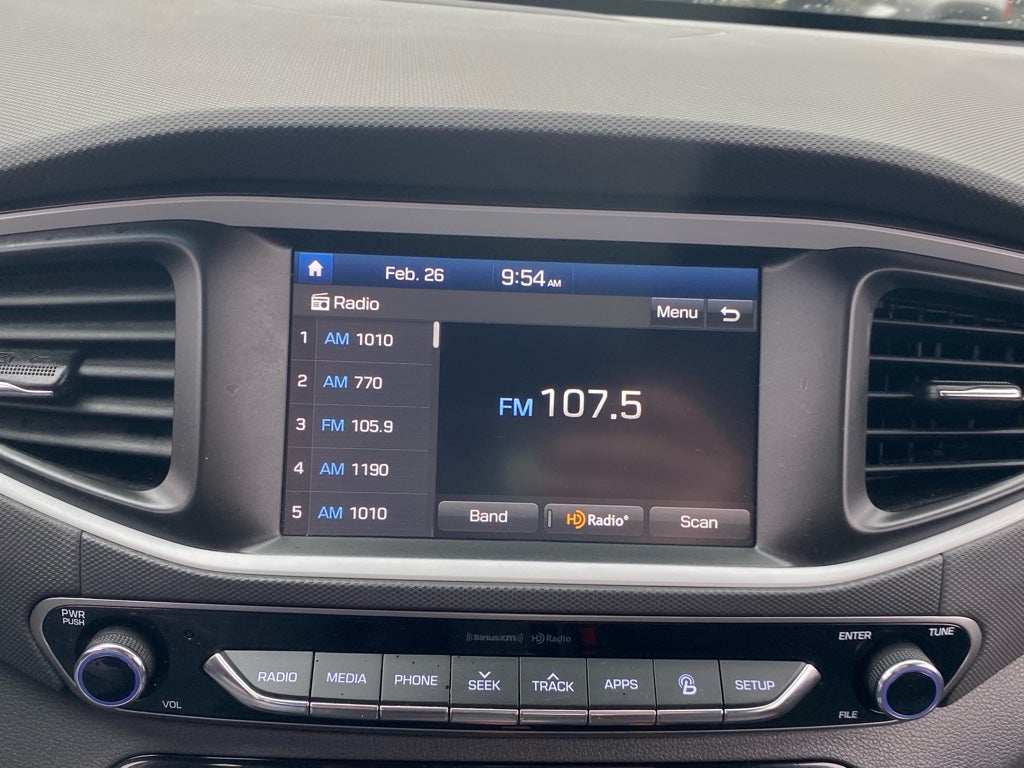 Feb. 26 9:54 AM
Radio
Menu
1 AM 1010
2 AM 770
3 FM 105.9
4 AM 1190
5 AM 1010
FM 107.5
Band HD Radio® Scan
PWR
PUSH
VOL
((SiriusXM)) HD Radio
RADIO MEDIA PHONE SEEK TRACK APPS SETUP
ENTER TUNE
FILE